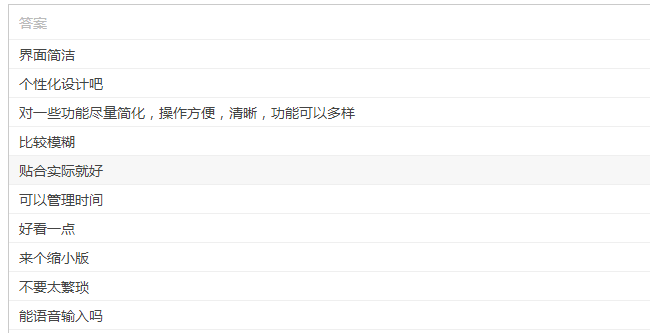 答案
界面简洁
个性化设计吧
对一些功能尽量简化，操作方便，清晰，功能可以多样
比较模糊
贴合实际就好
可以管理时间
好看一点
来个缩小版
不要太繁琐
能语音输入吗